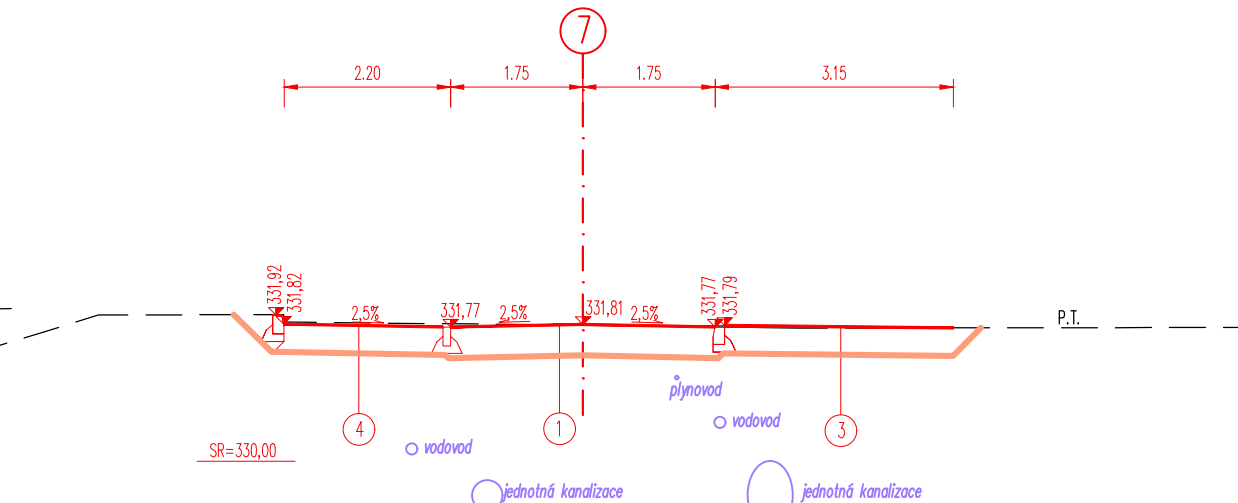 7
2.20
1.75
1.75
3.15
331,92
331,82
2,5%
331,77
2,5%
331,81
2,5%
331,77
331,79
P.T.
plynovod
4
1
vodovod
3
SR=330,00
vodovod
jednotná kanalizace
jednotná kanalizace